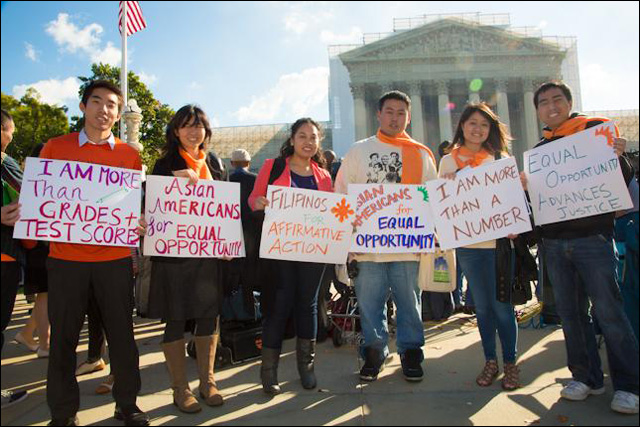 I AM MORE
Than
GRADES +
TEST SCORES
ASIAN
AMERICANS
for EQUAL
OPPORTUNITY
FILIPINOS
FOR
AFFIRMATIVE
ACTION
ASIAN
AMERICANS for
EQUAL
OPPORTUNITY
I AM MORE
THAN A
NUMBER
EQUAL
OPPORTUNITY
ADVANCES
JUSTICE